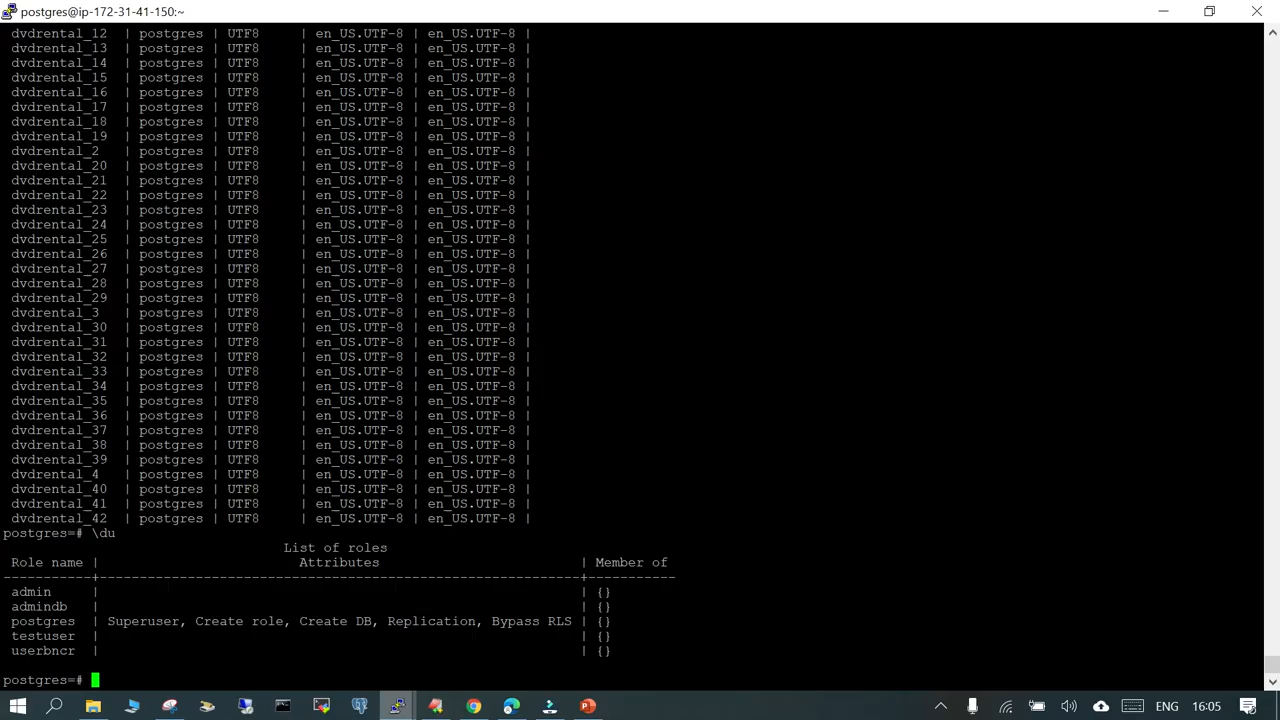 postgres@ip-172-31-41-150:~
dvdrental_12  | postgres | UTF8     | en_US.UTF-8 | en_US.UTF-8 |
dvdrental_13  | postgres | UTF8     | en_US.UTF-8 | en_US.UTF-8 |
dvdrental_14  | postgres | UTF8     | en_US.UTF-8 | en_US.UTF-8 |
dvdrental_15  | postgres | UTF8     | en_US.UTF-8 | en_US.UTF-8 |
dvdrental_16  | postgres | UTF8     | en_US.UTF-8 | en_US.UTF-8 |
dvdrental_17  | postgres | UTF8     | en_US.UTF-8 | en_US.UTF-8 |
dvdrental_18  | postgres | UTF8     | en_US.UTF-8 | en_US.UTF-8 |
dvdrental_19  | postgres | UTF8     | en_US.UTF-8 | en_US.UTF-8 |
dvdrental_2   | postgres | UTF8     | en_US.UTF-8 | en_US.UTF-8 |
dvdrental_20  | postgres | UTF8     | en_US.UTF-8 | en_US.UTF-8 |
dvdrental_21  | postgres | UTF8     | en_US.UTF-8 | en_US.UTF-8 |
dvdrental_22  | postgres | UTF8     | en_US.UTF-8 | en_US.UTF-8 |
dvdrental_23  | postgres | UTF8     | en_US.UTF-8 | en_US.UTF-8 |
dvdrental_24  | postgres | UTF8     | en_US.UTF-8 | en_US.UTF-8 |
dvdrental_25  | postgres | UTF8     | en_US.UTF-8 | en_US.UTF-8 |
dvdrental_26  | postgres | UTF8     | en_US.UTF-8 | en_US.UTF-8 |
dvdrental_27  | postgres | UTF8     | en_US.UTF-8 | en_US.UTF-8 |
dvdrental_28  | postgres | UTF8     | en_US.UTF-8 | en_US.UTF-8 |
dvdrental_29  | postgres | UTF8     | en_US.UTF-8 | en_US.UTF-8 |
dvdrental_3   | postgres | UTF8     | en_US.UTF-8 | en_US.UTF-8 |
dvdrental_30  | postgres | UTF8     | en_US.UTF-8 | en_US.UTF-8 |
dvdrental_31  | postgres | UTF8     | en_US.UTF-8 | en_US.UTF-8 |
dvdrental_32  | postgres | UTF8     | en_US.UTF-8 | en_US.UTF-8 |
dvdrental_33  | postgres | UTF8     | en_US.UTF-8 | en_US.UTF-8 |
dvdrental_34  | postgres | UTF8     | en_US.UTF-8 | en_US.UTF-8 |
dvdrental_35  | postgres | UTF8     | en_US.UTF-8 | en_US.UTF-8 |
dvdrental_36  | postgres | UTF8     | en_US.UTF-8 | en_US.UTF-8 |
dvdrental_37  | postgres | UTF8     | en_US.UTF-8 | en_US.UTF-8 |
dvdrental_38  | postgres | UTF8     | en_US.UTF-8 | en_US.UTF-8 |
dvdrental_39  | postgres | UTF8     | en_US.UTF-8 | en_US.UTF-8 |
dvdrental_4   | postgres | UTF8     | en_US.UTF-8 | en_US.UTF-8 |
dvdrental_40  | postgres | UTF8     | en_US.UTF-8 | en_US.UTF-8 |
dvdrental_41  | postgres | UTF8     | en_US.UTF-8 | en_US.UTF-8 |
dvdrental_42  | postgres | UTF8     | en_US.UTF-8 | en_US.UTF-8 |
postgres=# \du
List of roles
Role name |                         Attributes                         | Member of
-----------+------------------------------------------------------------+-----------
admin     |                                                            | {}
admindb   |                                                            | {}
postgres  | Superuser, Create role, Create DB, Replication, Bypass RLS | {}
testuser  |                                                            | {}
userbncr  |                                                            | {}
postgres=#
ENG 16:05